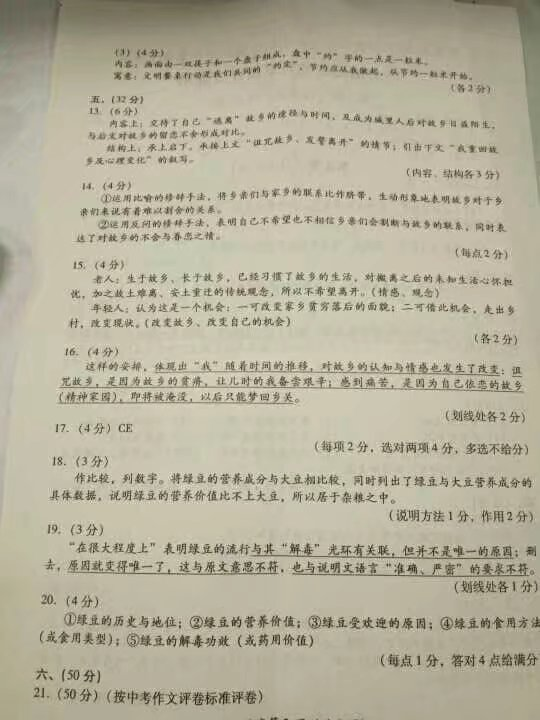 (3)(4分)
内容：画面由一双筷子和一个盘子组成，盘中“约”字的一点是一粒米。
寓意：文明餐桌行动是我们共同的“约定”，节约应从我做起，从节约一粒米开始。
(各2分)
五、(32分)
13.(6分)
内容上：交待了自己“逃离”故乡的途径与时间，及成为城里人后对故乡日益陌生，
与后文对故乡的留恋不舍形成对比。
结构上：承上启下。承接上文“诅咒故乡、发誓离开”的情节；引出下文“我重回故
乡及心理变化”的叙写。
(内容、结构各3分)
14.(4分)
①运用比喻的修辞手法，将乡亲们与家乡的联系比作脐带，生动形象地表明故乡对于乡
亲们来说有着难以割舍的关系。
②运用反问的修辞手法，表明自己不希望也不相信乡亲们会割断与故乡的联系，同时表
达了对故乡的不舍与眷恋之情。
(每点2分)
15.(4分)
老人：生于故乡、长于故乡，已经习惯了故乡的生活，对搬离之后的未知生活心怀担
忧，加之故土难离、安土重迁的传统观念，所以不希望离开。(情感、观念)
年轻人：认为这是一个机会：一可改变家乡贫穷落后的面貌；二可借此机会，走出乡
村，改变现状。(改变故乡、改变自己的机会)
(各2分)
16.(4分)
这样的安排，体现出“我”随着时间的推移，对故乡的认知与情感也发生了改变：诅
咒故乡，是因为故乡的贫瘠，让儿时的我备尝艰辛；感到痛苦，是因为自己依恋的故乡
(精神家园)，即将被淹没，以后只能梦回乡关。
(划线处各2分)
17.(4分)CE
(每项2分，选对两项4分，多选不给分)
18.(3分)
作比较，列数字。将绿豆的营养成分与大豆相比较，同时列出了绿豆与大豆营养成分的
具体数据，说明绿豆的营养价值比不上大豆，所以居于杂粮之中。
(说明方法1分，作用2分)
19.(3分)
“在很大程度上”表明绿豆的流行与其“解毒”光环有关联，但并不是唯一的原因；删
去，原因就变得唯一了，这与原文意思不符，也与说明文语言“准确、严密”的要求不符。
(划线处各1分)
20.(4分)
①绿豆的历史与地位；②绿豆的营养价值；③绿豆受欢迎的原因；④绿豆的食用方法
(或食用类型)；⑤绿豆的解毒功效(或药用价值)
(每点1分，答对4点给满分
六、(50分)
21.(50分)(按中考作文评卷标准评卷)